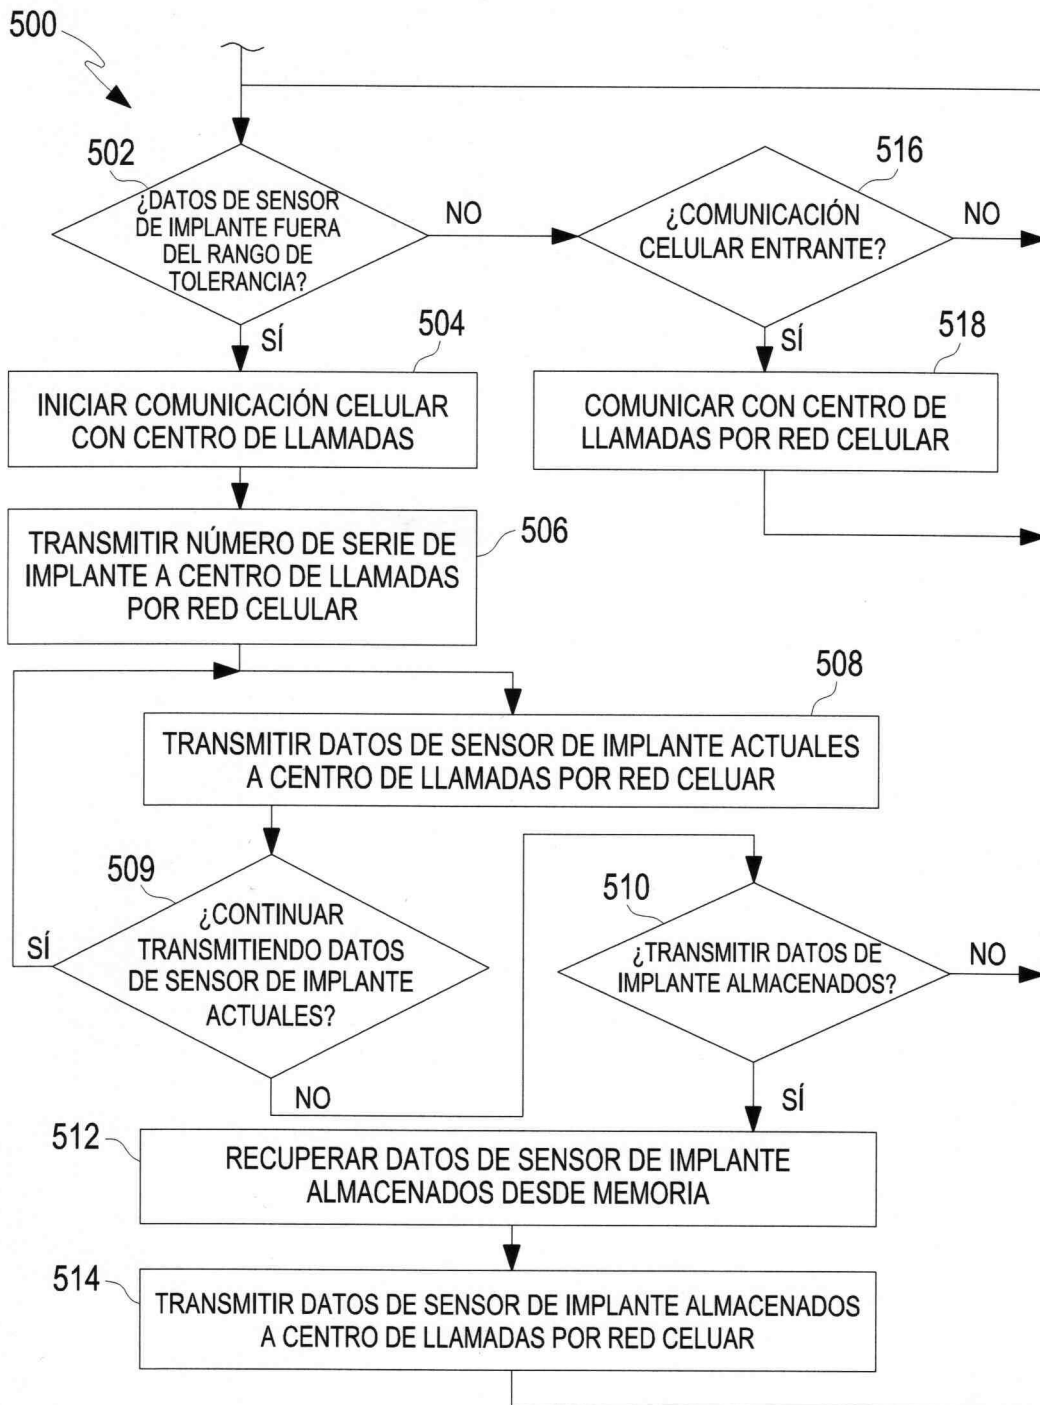 500
502
¿DATOS DE SENSOR
DE IMPLANTE FUERA
DEL RANGO DE
TOLERANCIA?
NO
516
¿COMUNICACIÓN
CELULAR ENTRANTE?
NO
SÍ
504
INICIAR COMUNICACIÓN CELULAR
CON CENTRO DE LLAMADAS
SÍ
518
COMUNICAR CON CENTRO DE
LLAMADAS POR RED CELULAR
506
TRANSMITIR NÚMERO DE SERIE DE
IMPLANTE A CENTRO DE LLAMADAS
POR RED CELULAR
508
TRANSMITIR DATOS DE SENSOR DE IMPLANTE ACTUALES
A CENTRO DE LLAMADAS POR RED CELUAR
509
¿CONTINUAR
TRANSMITIENDO DATOS
DE SENSOR DE IMPLANTE
ACTUALES?
SÍ
NO
510
¿TRANSMITIR DATOS DE
IMPLANTE ALMACENADOS?
NO
SÍ
512
RECUPERAR DATOS DE SENSOR DE IMPLANTE
ALMACENADOS DESDE MEMORIA
514
TRANSMITIR DATOS DE SENSOR DE IMPLANTE ALMACENADOS
A CENTRO DE LLAMADAS POR RED CELUAR